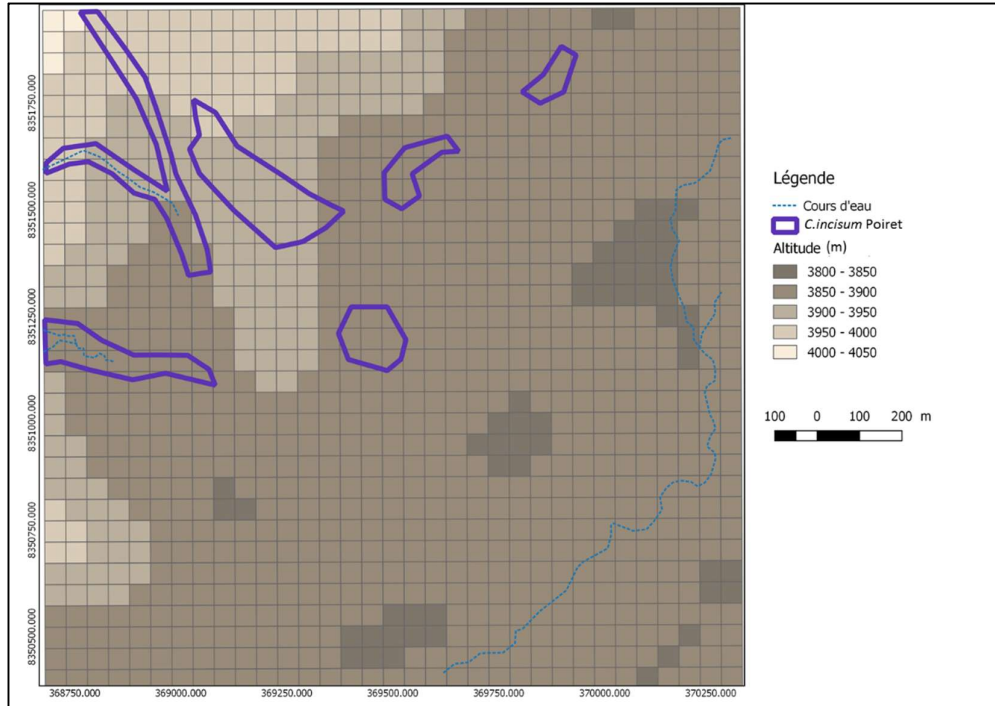 8351750.000
8351500.000
8351250.000
8351000.000
8350750.000
8350500.000
368750.000 369000.000 369250.000 369500.000 369750.000 370000.000 370250.000
Légende
Cours d'eau
C.incisum Poiret
Altitude (m)
3800 - 3850
3850 - 3900
3900 - 3950
3950 - 4000
4000 - 4050
100 0 100 200 m